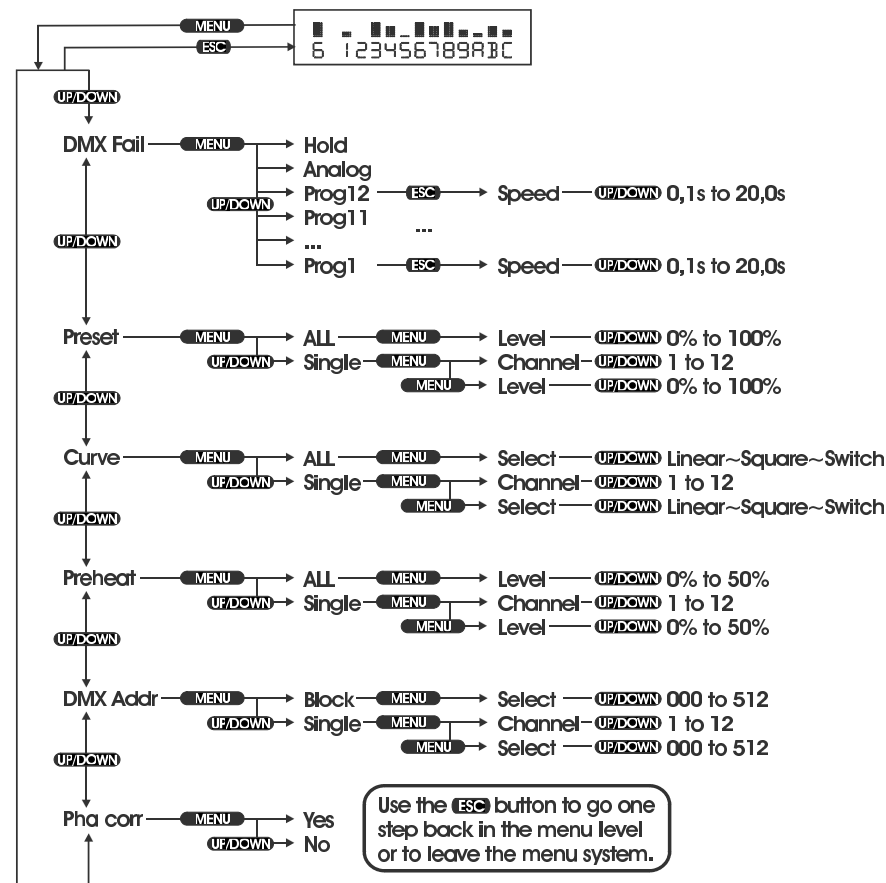 MENU
ESC
6 123456789ABC
UP/DOWN
DMX Fail MENU Hold
Analog
Prog12 ESC Speed UP/DOWN 0,1s to 20,0s
UP/DOWN
Prog11
...
UP/DOWN
...
Prog1 ESC Speed UP/DOWN 0,1s to 20,0s
Preset MENU ALL MENU Level UP/DOWN 0% to 100%
UP/DOWN Single MENU Channel UP/DOWN 1 to 12
MENU Level UP/DOWN 0% to 100%
UP/DOWN
Curve MENU ALL MENU Select UP/DOWN Linear~Square~Switch
UP/DOWN Single MENU Channel UP/DOWN 1 to 12
MENU Select UP/DOWN Linear~Square~Switch
UP/DOWN
Preheat MENU ALL MENU Level UP/DOWN 0% to 50%
UP/DOWN Single MENU Channel UP/DOWN 1 to 12
MENU Level UP/DOWN 0% to 50%
UP/DOWN
DMX Addr MENU Block MENU Select UP/DOWN 000 to 512
UP/DOWN Single MENU Channel UP/DOWN 1 to 12
MENU Select UP/DOWN 000 to 512
UP/DOWN
Pha corr MENU Yes
UP/DOWN No
Use the ESC button to go one
step back in the menu level
or to leave the menu system.